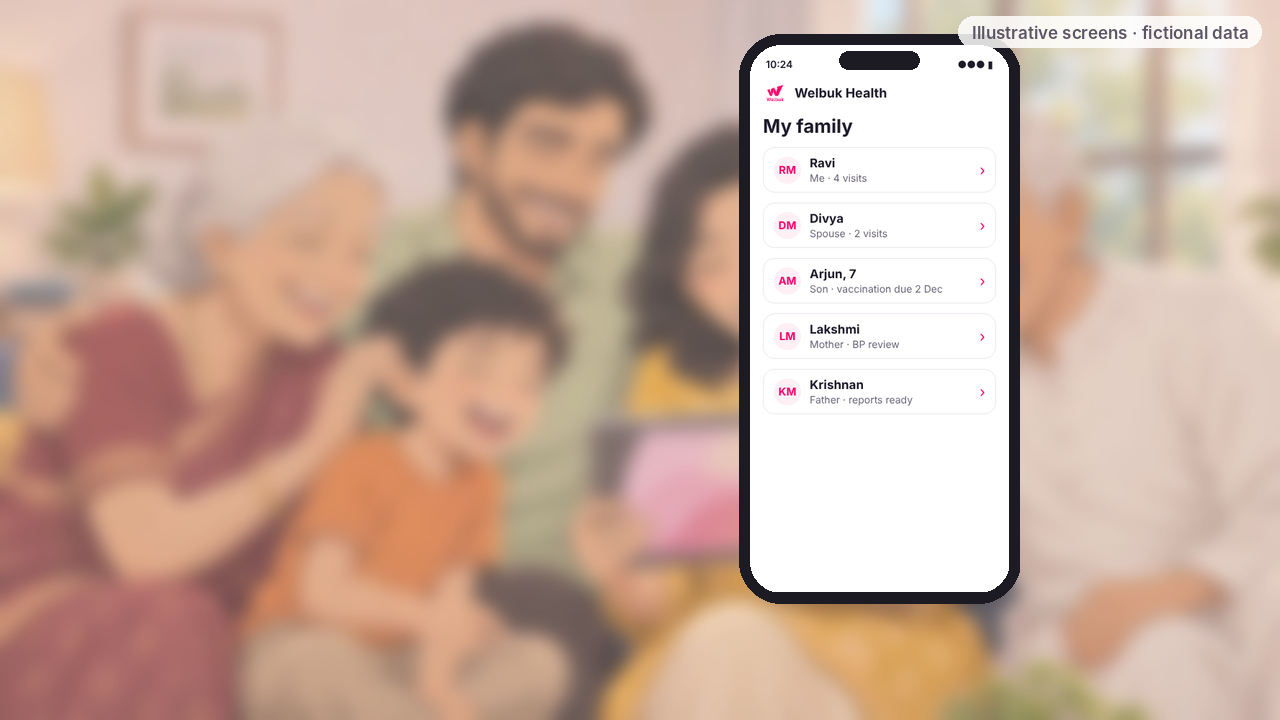 Illustrative screens · fictional data
10:24
Welbuk
Welbuk Health
My family
RM
Ravi
Me · 4 visits
DM
Divya
Spouse · 2 visits
AM
Arjun, 7
Son · vaccination due 2 Dec
LM
Lakshmi
Mother · BP review
KM
Krishnan
Father · reports ready